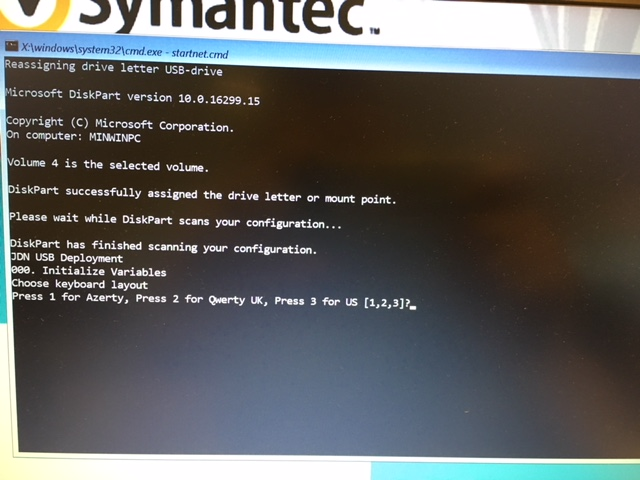 Symantec™
X:\windows\system32\cmd.exe - startnet.cmd
Reassigning drive letter USB-drive
Microsoft DiskPart version 10.0.16299.15
Copyright (C) Microsoft Corporation.
On computer: MINWINPC
Volume 4 is the selected volume.
DiskPart successfully assigned the drive letter or mount point.
Please wait while DiskPart scans your configuration...
DiskPart has finished scanning your configuration.
JDN USB Deployment
000. Initialize Variables
Choose keyboard layout
Press 1 for Azerty, Press 2 for Qwerty UK, Press 3 for US [1,2,3]?